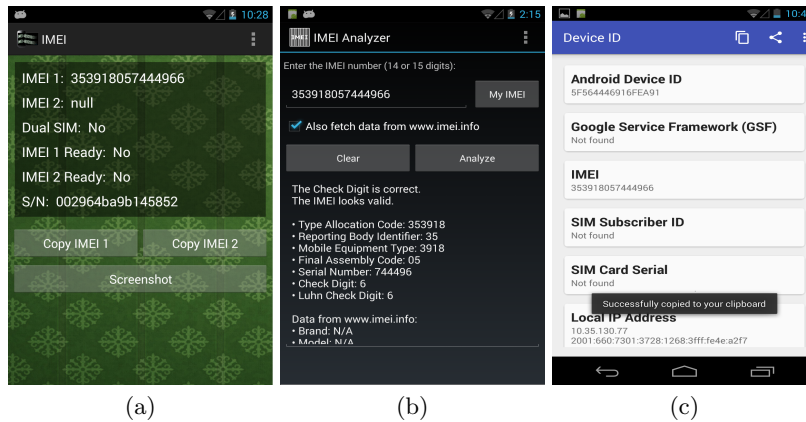 10:28
IMEI
IMEI 1: 353918057444966
IMEI 2: null
Dual SIM: No
IMEI 1 Ready: No
IMEI 2 Ready: No
S/N: 002964ba9b145852
Copy IMEI 1 Copy IMEI 2
Screenshot
(a)
2:15
IMEI Analyzer
Enter the IMEI number (14 or 15 digits):
353918057444966 My IMEI
Also fetch data from www.imei.info
Clear Analyze
The Check Digit is correct.
The IMEI looks valid.
• Type Allocation Code: 353918
• Reporting Body Identifier: 35
• Mobile Equipment Type: 3918
• Final Assembly Code: 05
• Serial Number: 744496
• Check Digit: 6
• Luhn Check Digit: 6
Data from www.imei.info:
• Brand: N/A
• Model: N/A
(b)
10:4
Device ID
Android Device ID
5F564446916FEA91
Google Service Framework (GSF)
Not found
IMEI
353918057444966
SIM Subscriber ID
Not found
SIM Card Serial
Not found
Successfully copied to your clipboard
Local IP Address
10.35.130.77
2001:660:7301:3728:1268:3fff:fe4e:a2f7
(c)